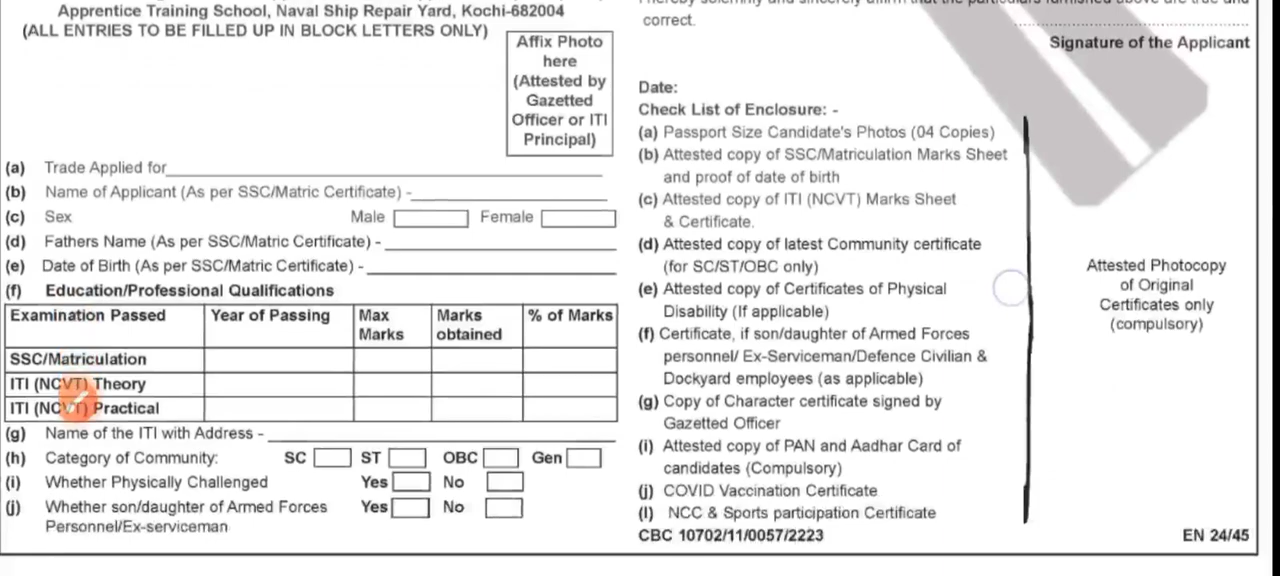 Apprentice Training School, Naval Ship Repair Yard, Kochi-682004
(ALL ENTRIES TO BE FILLED UP IN BLOCK LETTERS ONLY)
Affix Photo
here
(Attested by
Gazetted
Officer or ITI
Principal)
(a) Trade Applied for
(b) Name of Applicant (As per SSC/Matric Certificate) -
(c) Sex Male Female
(d) Fathers Name (As per SSC/Matric Certificate) -
(e) Date of Birth (As per SSC/Matric Certificate) -
(f) Education/Professional Qualifications
Examination Passed Year of Passing Max Marks Marks obtained % of Marks
SSC/Matriculation
ITI (NCVT) Theory
ITI (NCVT) Practical
(g) Name of the ITI with Address -
(h) Category of Community: SC ST OBC Gen
(i) Whether Physically Challenged Yes No
(j) Whether son/daughter of Armed Forces Yes No
Personnel/Ex-serviceman
I hereby solemnly and sincerely affirm that the particulars furnished above are true and
correct.
Signature of the Applicant
Date:
Check List of Enclosure: -
(a) Passport Size Candidate's Photos (04 Copies)
(b) Attested copy of SSC/Matriculation Marks Sheet
and proof of date of birth
(c) Attested copy of ITI (NCVT) Marks Sheet
& Certificate.
(d) Attested copy of latest Community certificate
(for SC/ST/OBC only)
(e) Attested copy of Certificates of Physical
Disability (If applicable)
(f) Certificate, if son/daughter of Armed Forces
personnel/ Ex-Serviceman/Defence Civilian &
Dockyard employees (as applicable)
(g) Copy of Character certificate signed by
Gazetted Officer
(i) Attested copy of PAN and Aadhar Card of
candidates (Compulsory)
(j) COVID Vaccination Certificate
(l) NCC & Sports participation Certificate
Attested Photocopy
of Original
Certificates only
(compulsory)
CBC 10702/11/0057/2223
EN 24/45